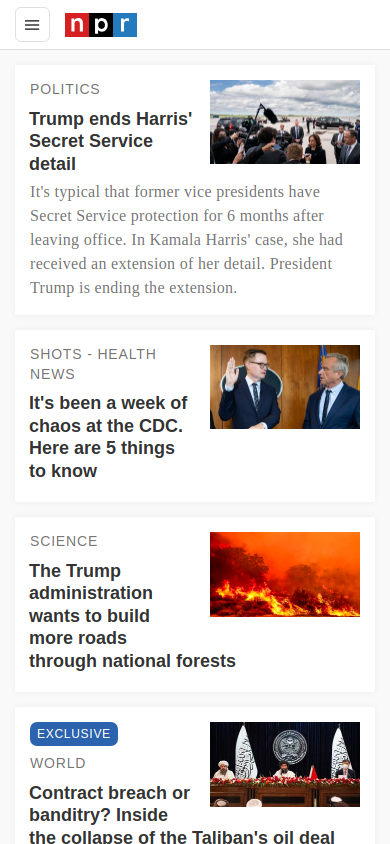 npr
POLITICS
Trump ends Harris'
Secret Service
detail
It's typical that former vice presidents have
Secret Service protection for 6 months after
leaving office. In Kamala Harris' case, she had
received an extension of her detail. President
Trump is ending the extension.
SHOTS - HEALTH
NEWS
It's been a week of
chaos at the CDC.
Here are 5 things
to know
SCIENCE
The Trump
administration
wants to build
more roads
through national forests
EXCLUSIVE
WORLD
Contract breach or
banditry? Inside
the collapse of the Taliban's oil deal